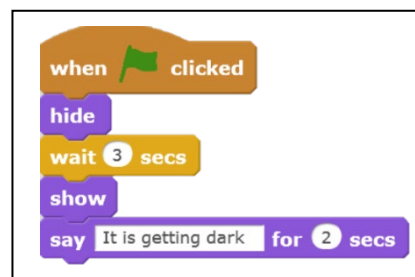 when clicked
hide
wait 3 secs
show
say It is getting dark for 2 secs